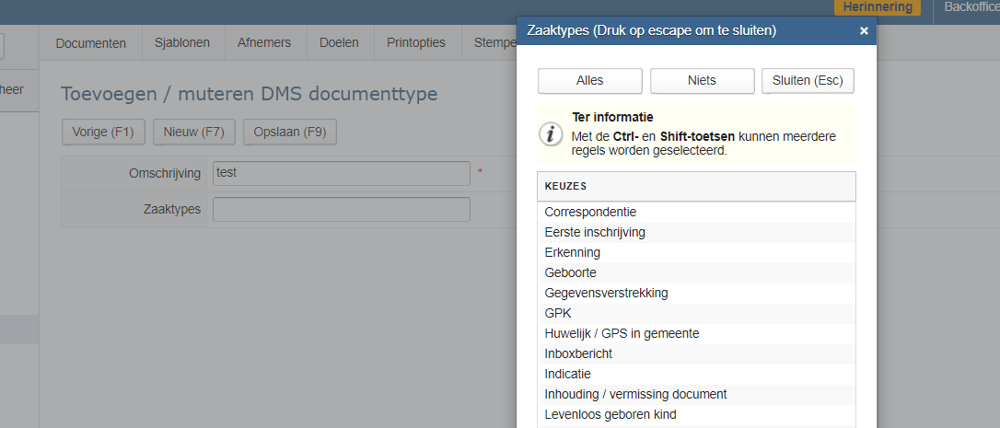 Herinnering
Backoffice
Documenten Sjablonen Afnemers Doelen Printopties Stempe
heer
Toevoegen / muteren DMS documenttype
Vorige (F1) Nieuw (F7) Opslaan (F9)
Omschrijving test *
Zaaktypes
Zaaktypes (Druk op escape om te sluiten) ×
Alles Niets Sluiten (Esc)
i
Ter informatie
Met de Ctrl- en Shift-toetsen kunnen meerdere
regels worden geselecteerd.
KEUZES
Correspondentie
Eerste inschrijving
Erkenning
Geboorte
Gegevensverstrekking
GPK
Huwelijk / GPS in gemeente
Inboxbericht
Indicatie
Inhouding / vermissing document
Levenloos geboren kind